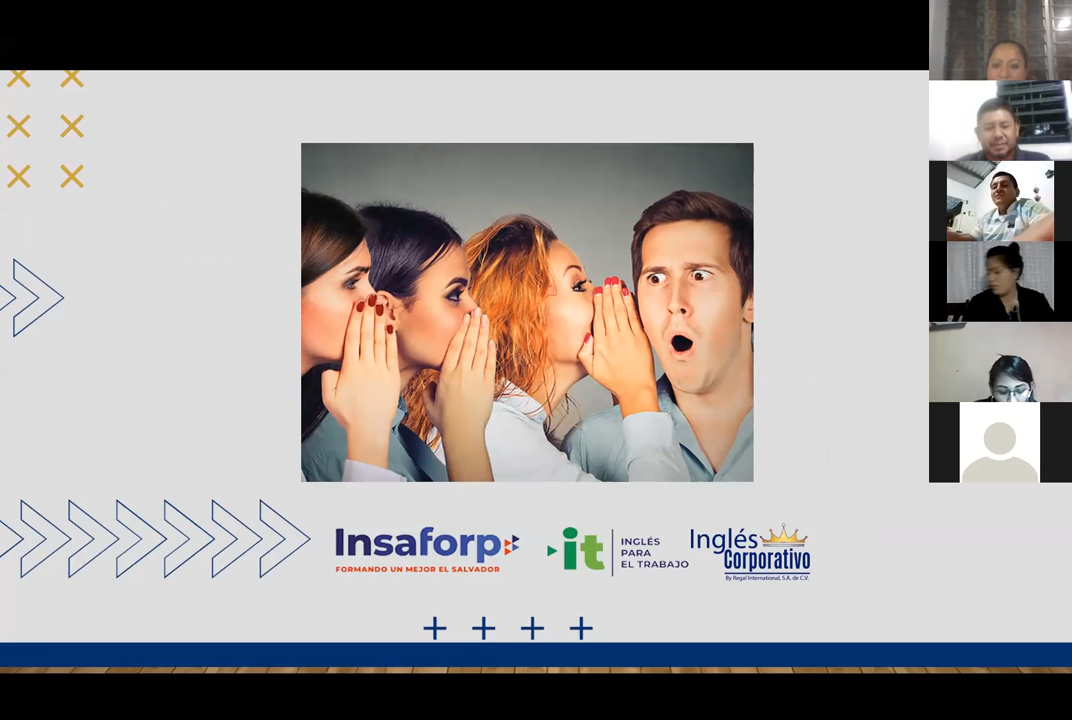 Insaforp
FORMANDO UN MEJOR EL SALVADOR
it
INGLÉS
PARA
EL TRABAJO
Inglés
Corporativo
By Regal International, S.A. de C.V.